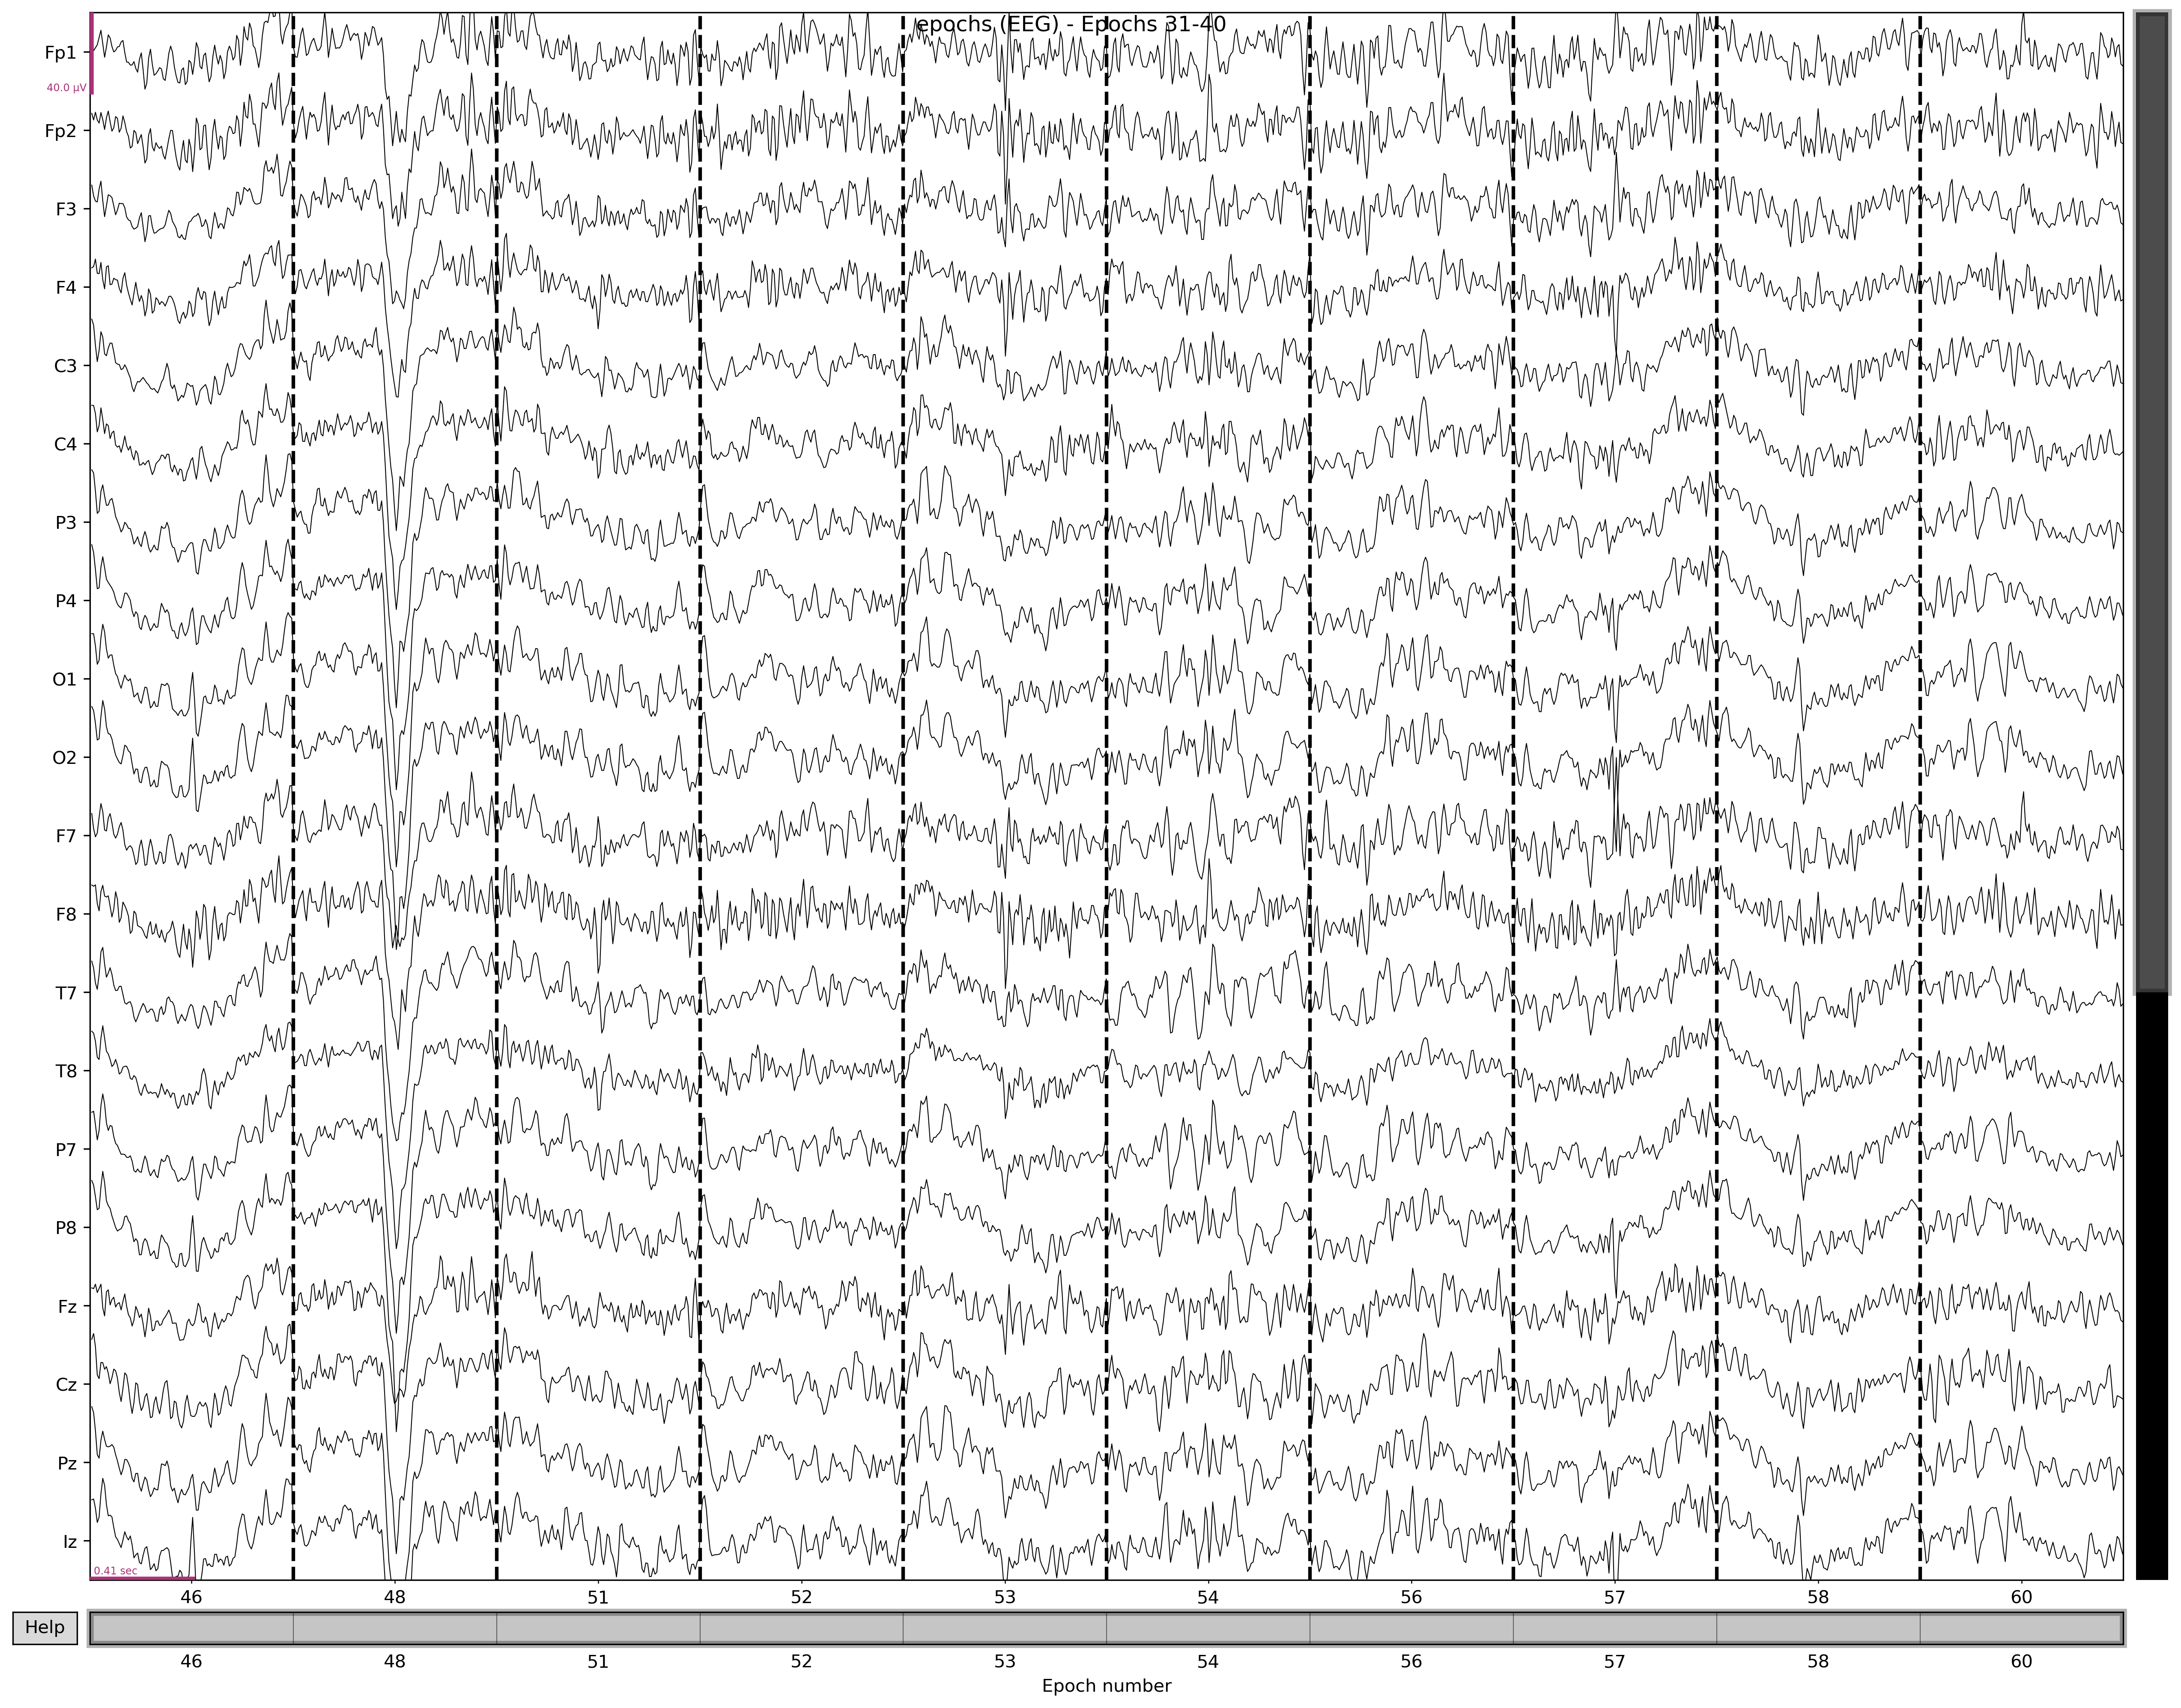 epochs (EEG) - Epochs 31-40
Fp1
40.0 µV
Fp2
F3
F4
C3
C4
P3
P4
O1
O2
F7
F8
T7
T8
P7
P8
Fz
Cz
Pz
Iz
0.41 sec
46 48 51 52 53 54 56 57 58 60
Help
46 48 51 52 53 54 56 57 58 60
Epoch number